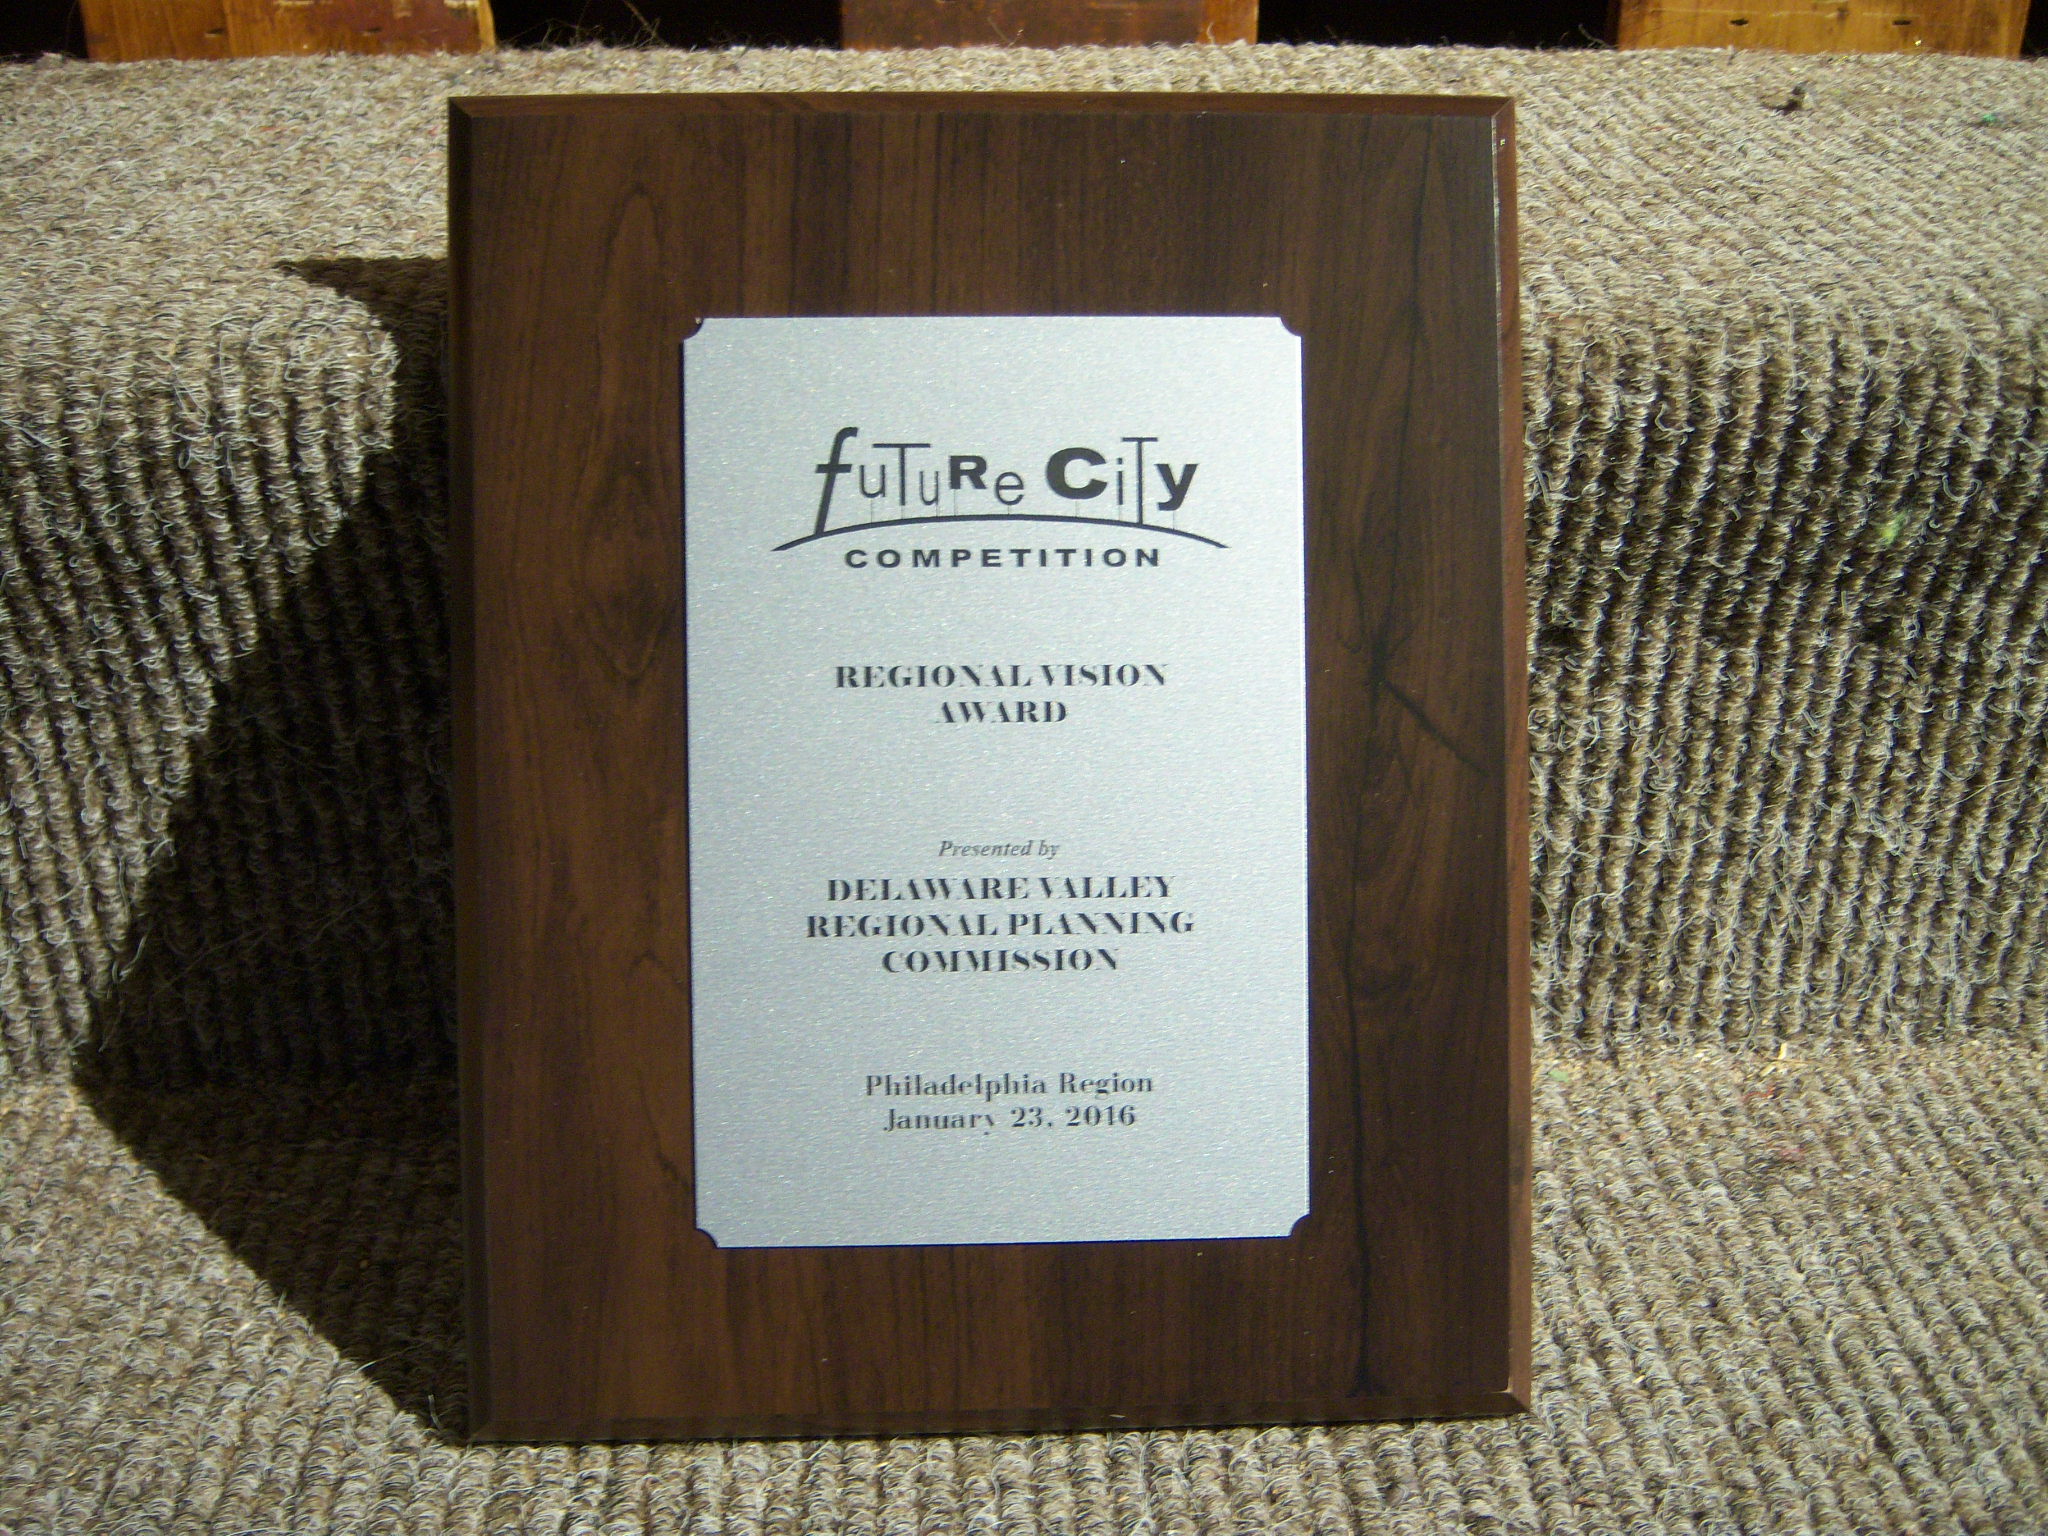 fuTuRe CiTy
COMPETITION
REGIONAL VISION
AWARD
Presented by
DELAWARE VALLEY
REGIONAL PLANNING
COMMISSION
Philadelphia Region
January 23, 2016